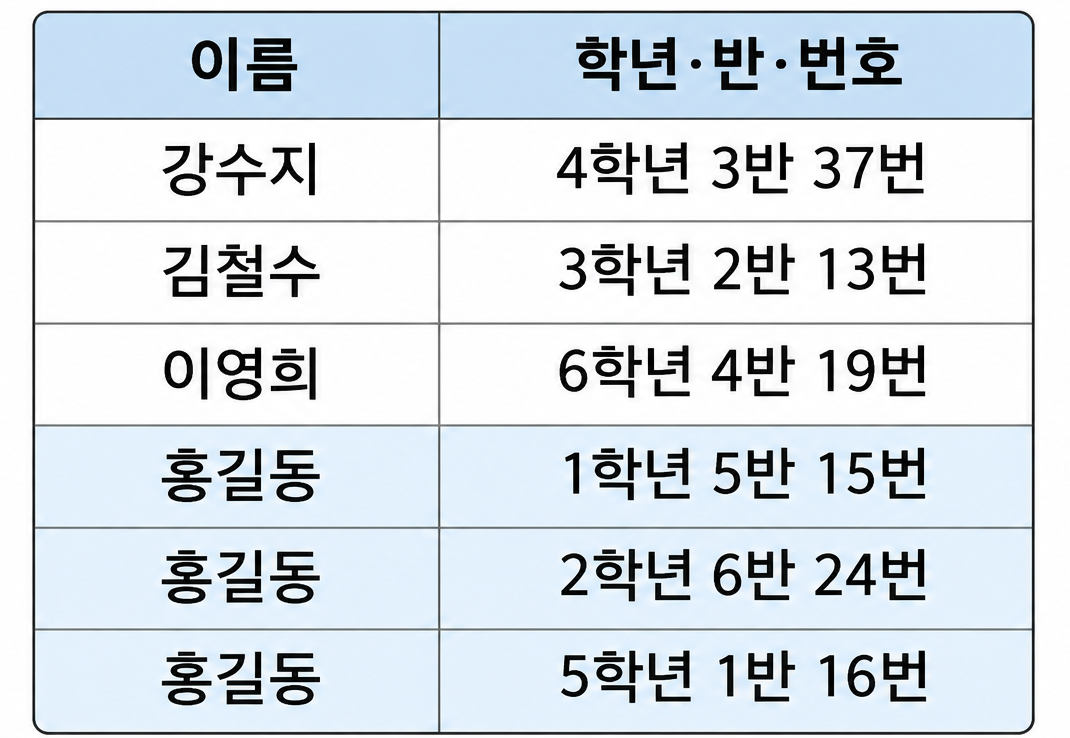 이름 학년·반·번호
강수지 4학년 3반 37번
김철수 3학년 2반 13번
이영희 6학년 4반 19번
홍길동 1학년 5반 15번
홍길동 2학년 6반 24번
홍길동 5학년 1반 16번